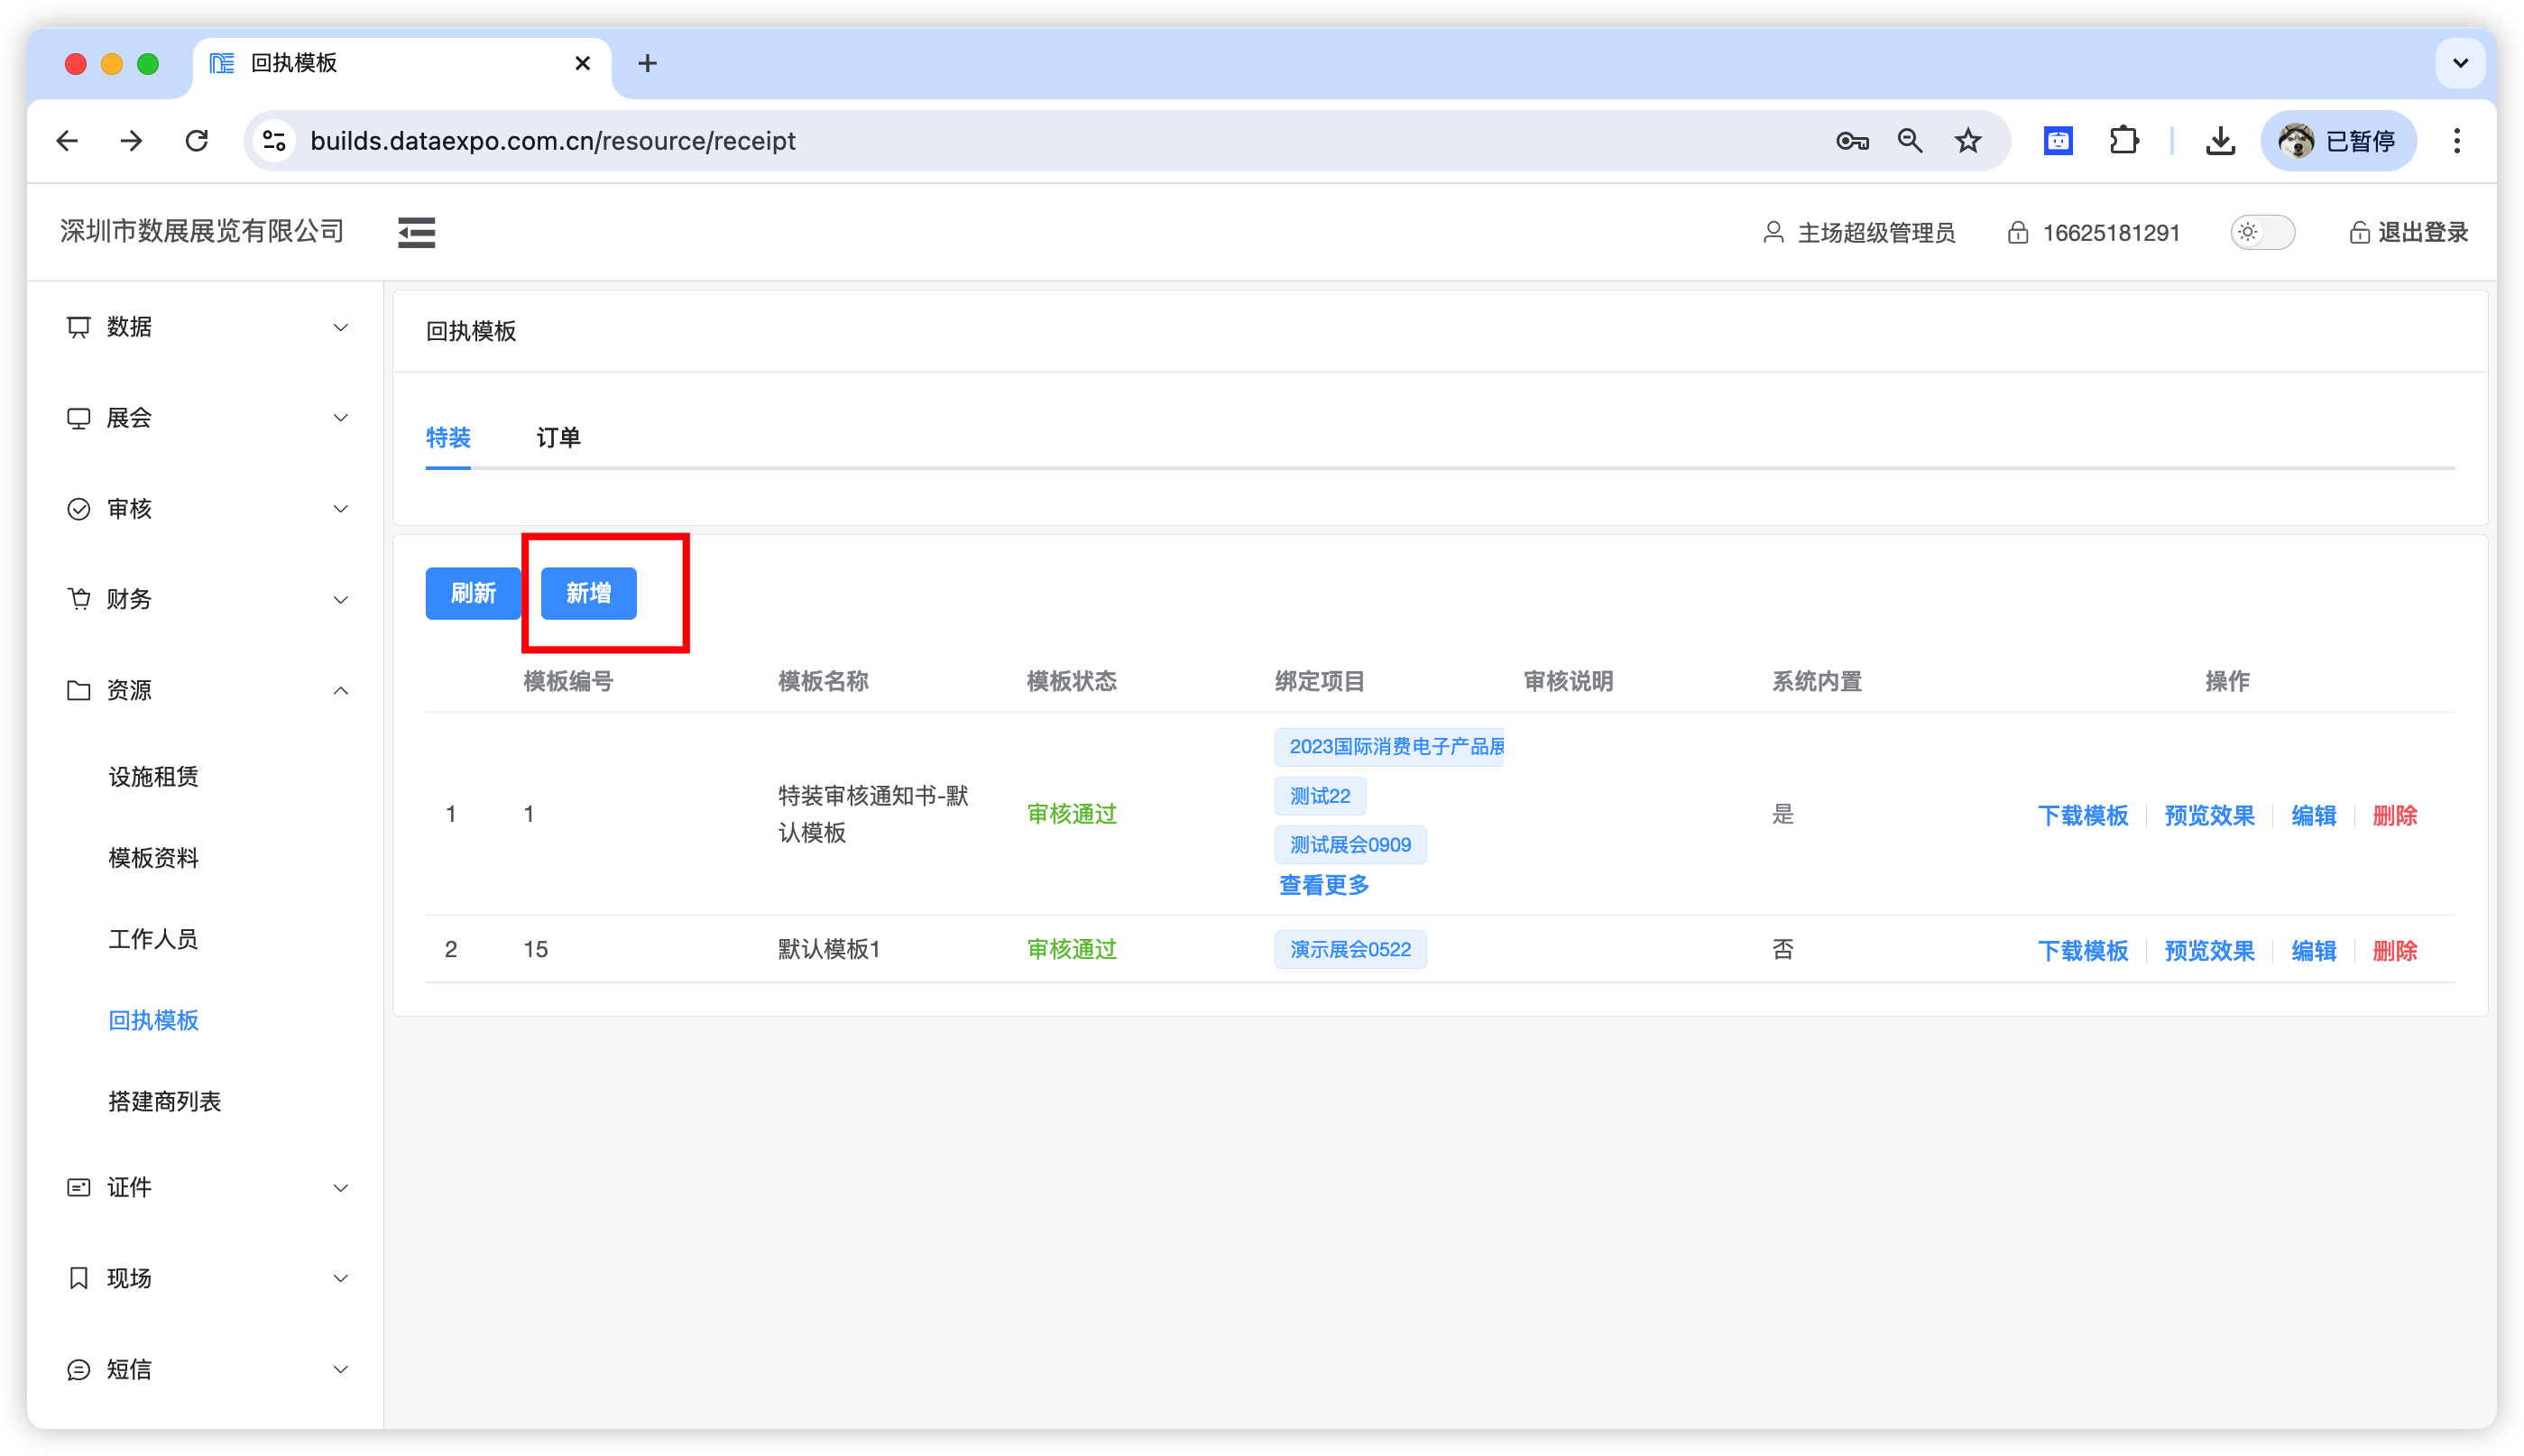 回执模板
builds.dataexpo.com.cn/resource/receipt
已暂停
深圳市数展展览有限公司
主场超级管理员
16625181291
退出登录
数据
展会
审核
财务
资源
设施租赁
模板资料
工作人员
回执模板
搭建商列表
证件
现场
短信
回执模板
特装 订单
刷新 新增
模板编号 模板名称 模板状态 绑定项目 审核说明 系统内置 操作
1 1 特装审核通知书-默认模板 审核通过 2023国际消费电子产品展 测试22 测试展会0909 查看更多 是 下载模板 预览效果 编辑 删除
2 15 默认模板1 审核通过 演示展会0522 否 下载模板 预览效果 编辑 删除